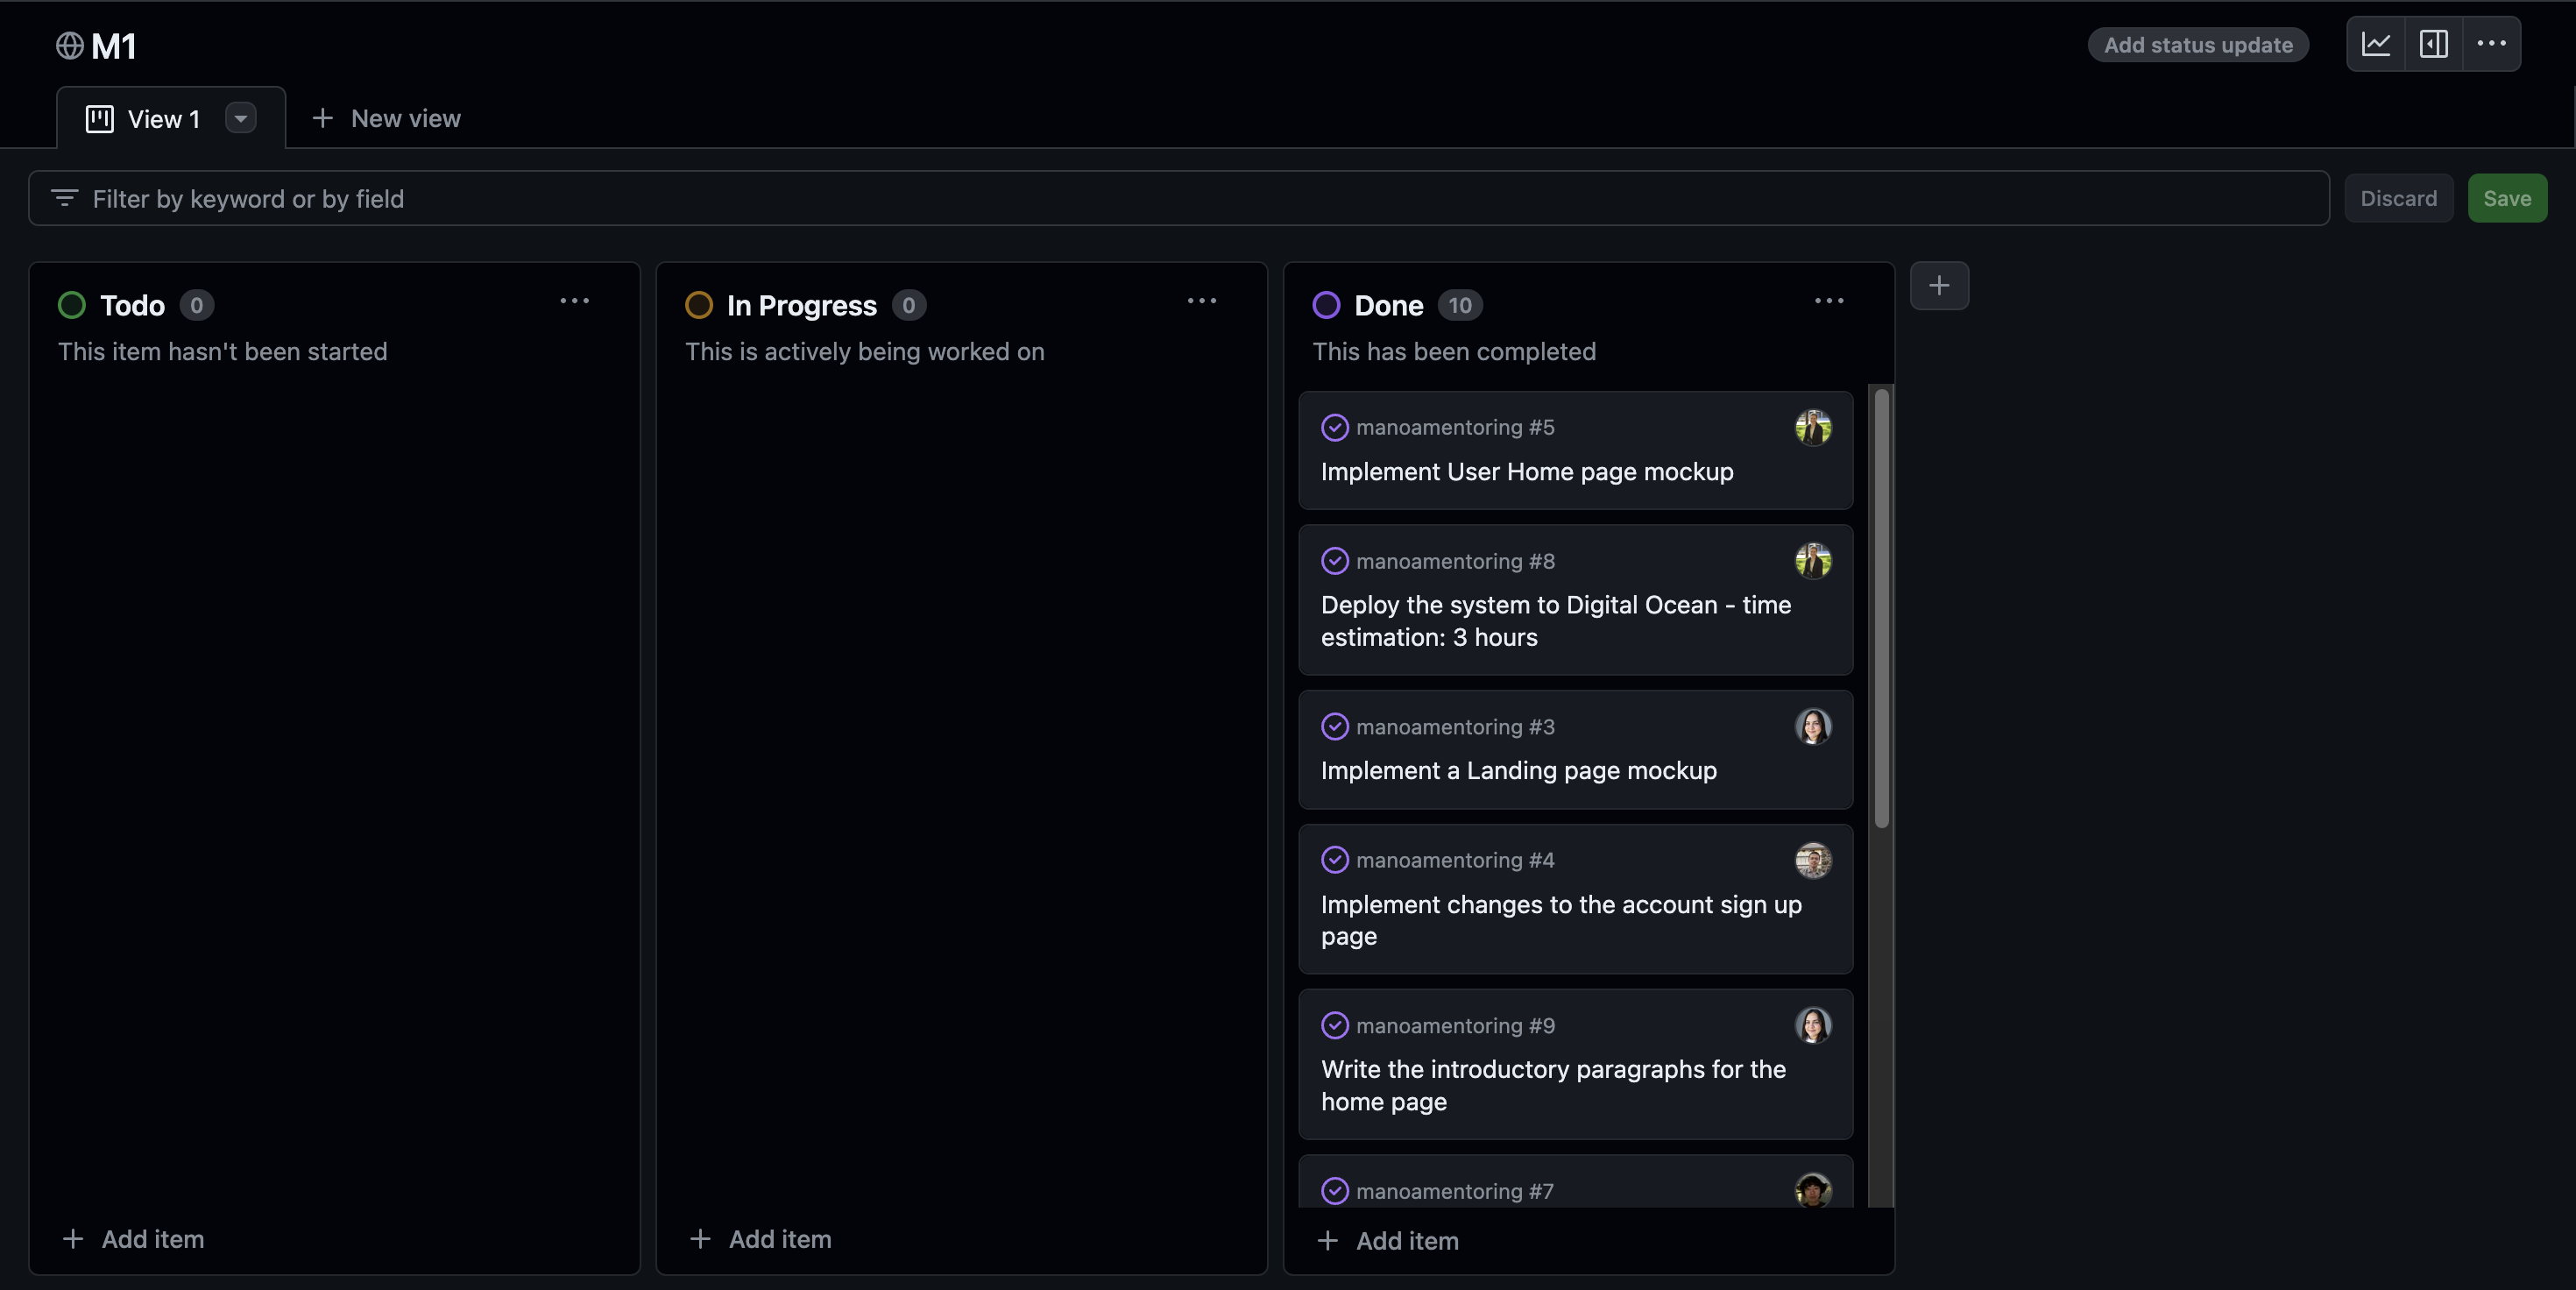 M1
Add status update
View 1
New view
Filter by keyword or by field
Discard
Save
Todo 0
This item hasn't been started
Add item
In Progress 0
This is actively being worked on
Add item
Done 10
This has been completed
manoamentoring #5
Implement User Home page mockup
manoamentoring #8
Deploy the system to Digital Ocean - time
estimation: 3 hours
manoamentoring #3
Implement a Landing page mockup
manoamentoring #4
Implement changes to the account sign up
page
manoamentoring #9
Write the introductory paragraphs for the
home page
manoamentoring #7
Add item